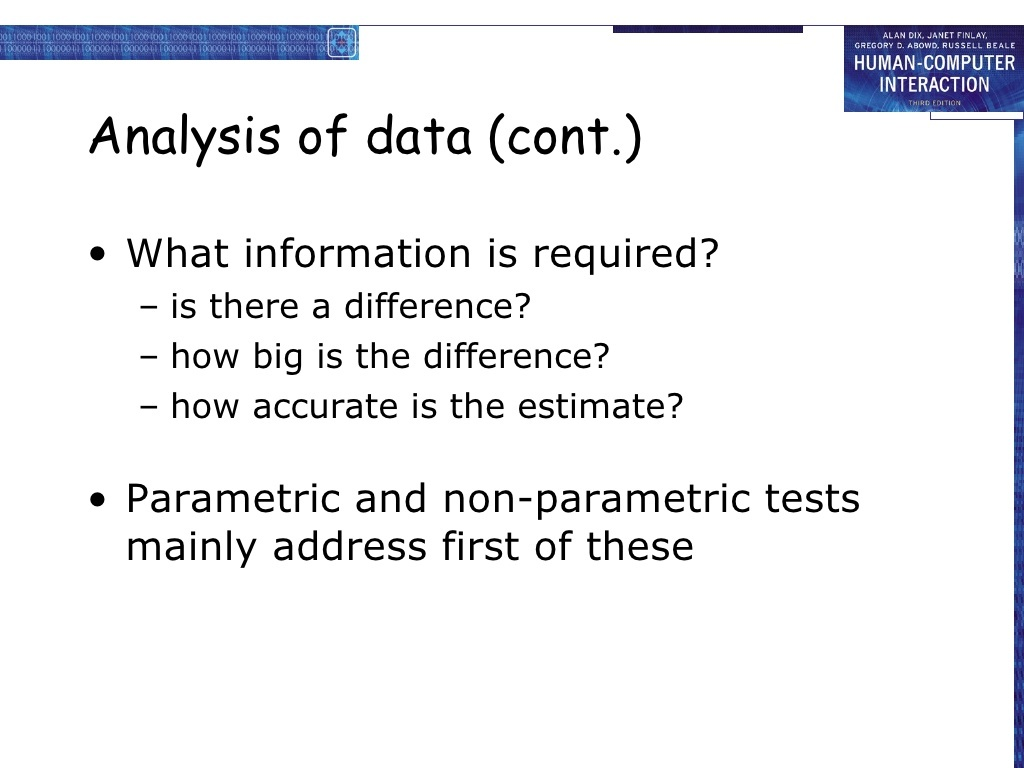 ALAN DIX, JANET FINLAY,
GREGORY D. ABOWD, RUSSELL BEALE
HUMAN-COMPUTER
INTERACTION
THIRD EDITION
Analysis of data (cont.)
• What information is required?
– is there a difference?
– how big is the difference?
– how accurate is the estimate?
• Parametric and non-parametric tests
mainly address first of these